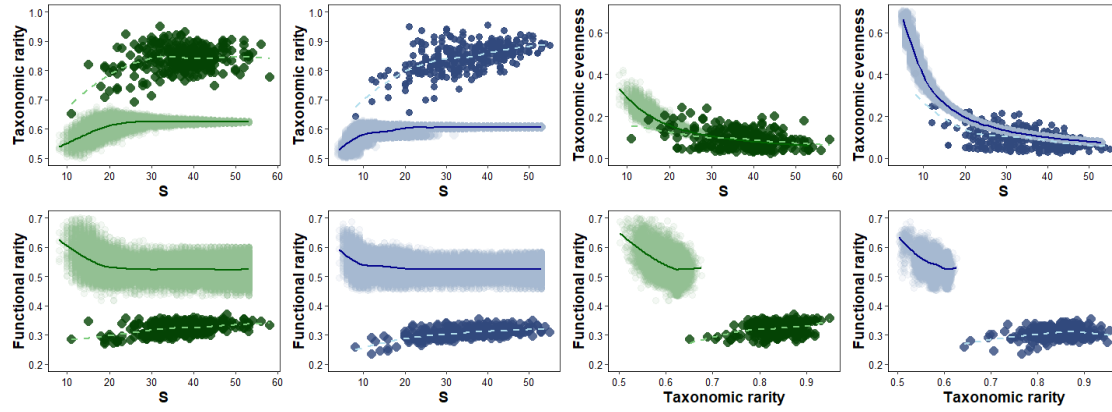 Taxonomic rarity
0.5 0.6 0.7 0.8 0.9 1.0
10 20 30 40 50 60
S
Taxonomic rarity
0.5 0.6 0.7 0.8 0.9 1.0
10 20 30 40 50
S
Taxonomic evenness
0.0 0.2 0.4 0.6
10 20 30 40 50 60
S
Taxonomic evenness
0.0 0.2 0.4 0.6
10 20 30 40 50
S
Functional rarity
0.2 0.3 0.4 0.5 0.6 0.7
10 20 30 40 50 60
S
Functional rarity
0.2 0.3 0.4 0.5 0.6 0.7
10 20 30 40 50
S
Functional rarity
0.2 0.3 0.4 0.5 0.6 0.7
0.5 0.6 0.7 0.8 0.9
Taxonomic rarity
Functional rarity
0.2 0.3 0.4 0.5 0.6 0.7
0.5 0.6 0.7 0.8 0.9
Taxonomic rarity